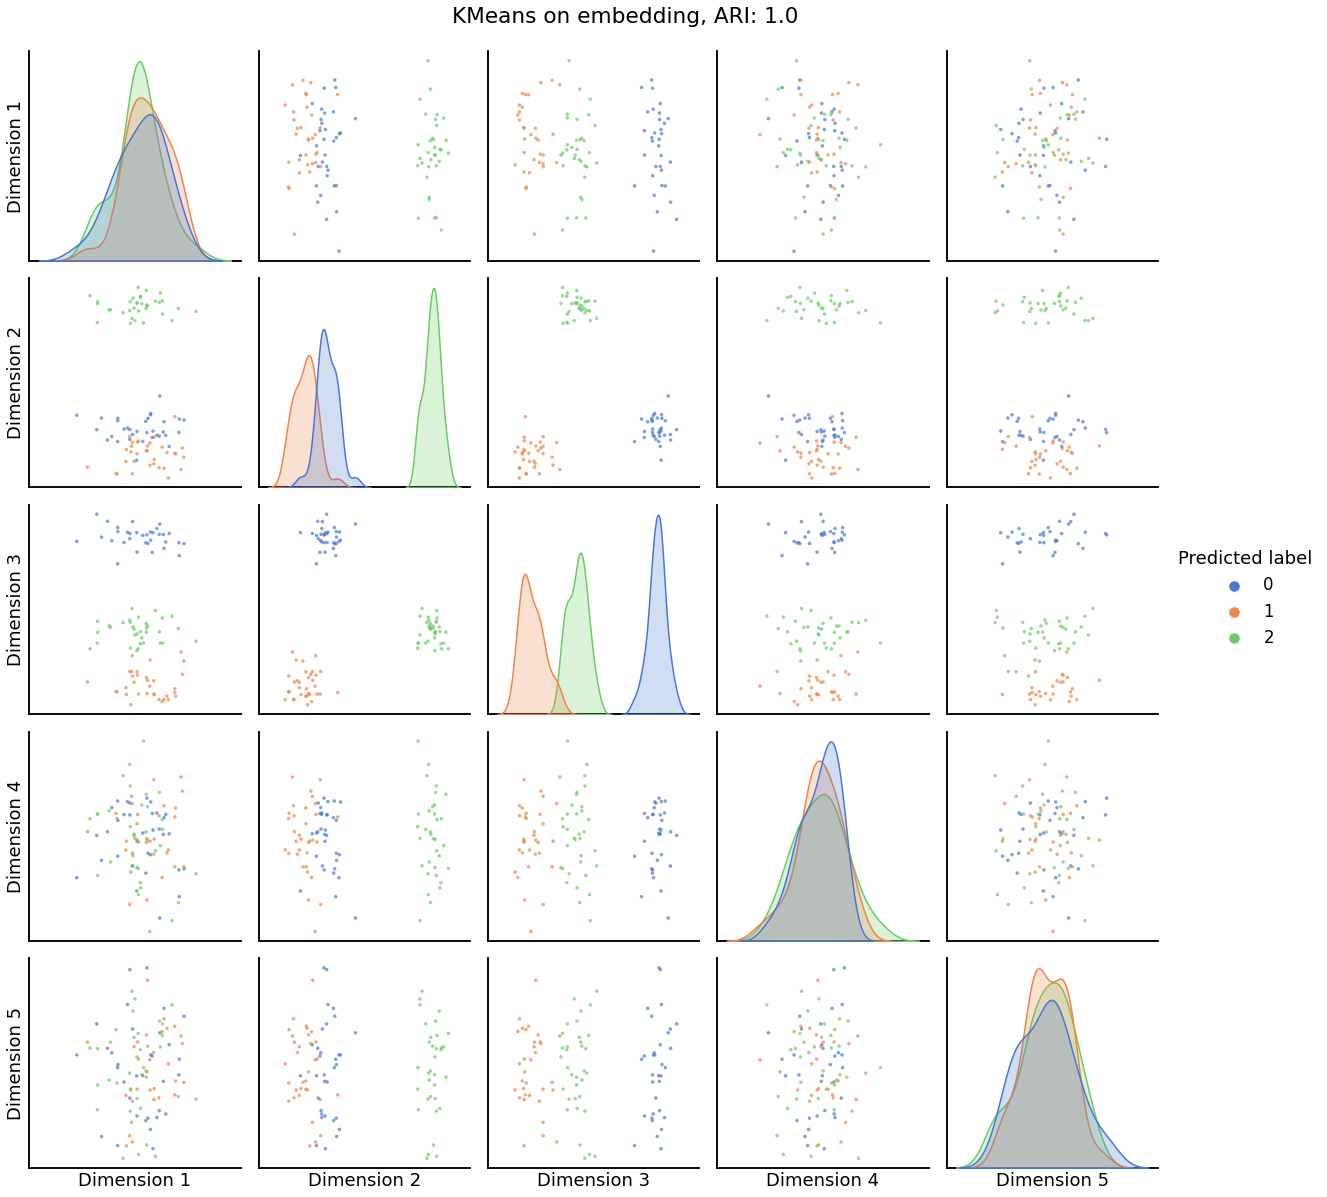 KMeans on embedding, ARI: 1.0
Dimension 1
Dimension 2
Dimension 3
Predicted label
0
1
2
Dimension 4
Dimension 5
Dimension 1
Dimension 2
Dimension 3
Dimension 4
Dimension 5